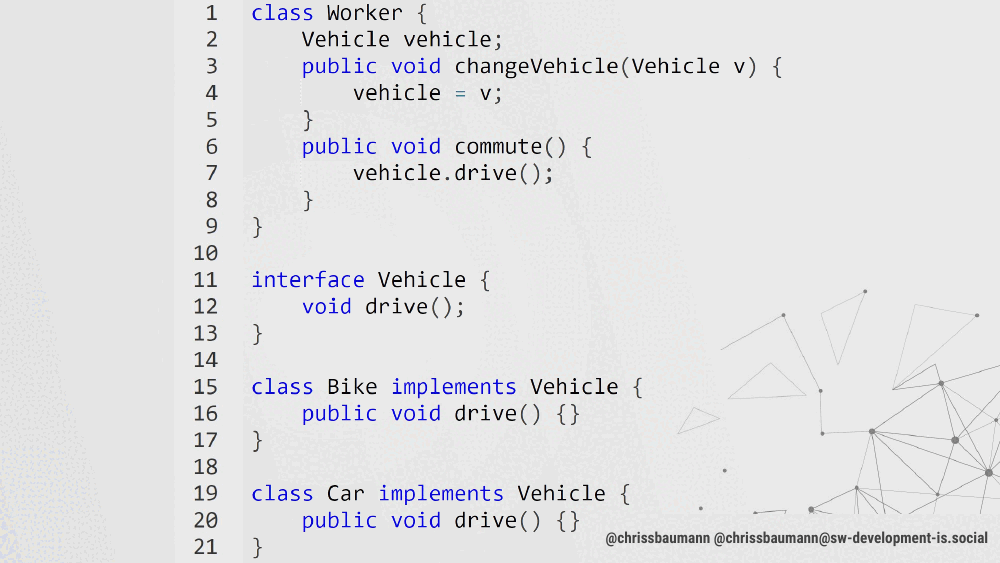 1 class Worker {
2     Vehicle vehicle;
3     public void changeVehicle(Vehicle v) {
4         vehicle = v;
5     }
6     public void commute() {
7         vehicle.drive();
8     }
9 }
10
11 interface Vehicle {
12     void drive();
13 }
14
15 class Bike implements Vehicle {
16     public void drive() {}
17 }
18
19 class Car implements Vehicle {
20     public void drive() {}
21 }
@chrissbaumann @chrissbaumann@sw-development-is.social